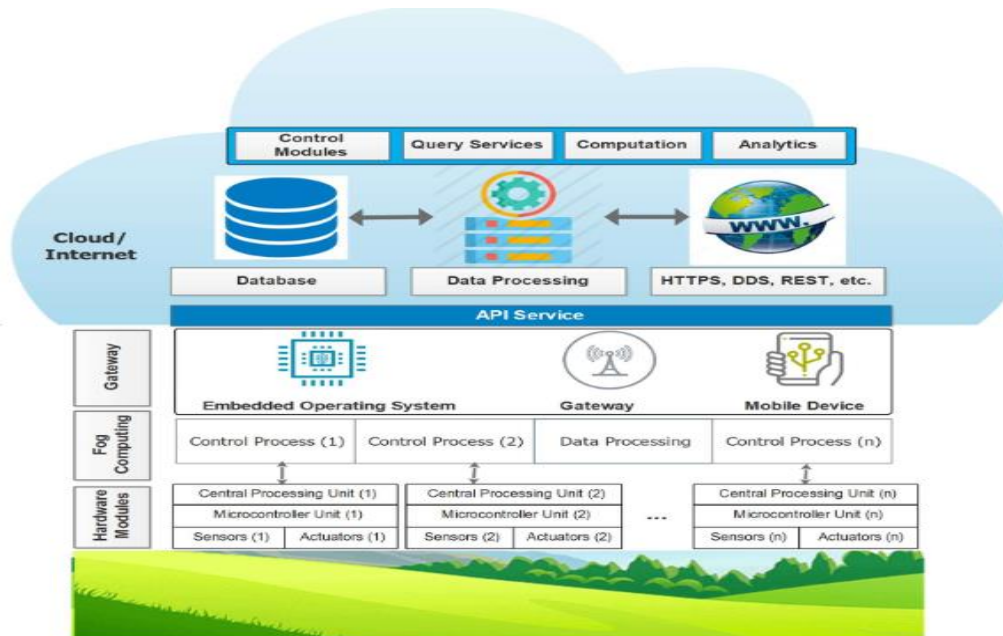 Control
Modules
Query Services
Computation
Analytics
Cloud/
Internet
WWW.
Database
Data Processing
HTTPS, DDS, REST, etc.
API Service
Gateway
Embedded Operating System
Gateway
Mobile Device
Fog
Computing
Control Process (1)
Control Process (2)
Data Processing
Control Process (n)
Hardware
Modules
Central Processing Unit (1)
Microcontroller Unit (1)
Sensors (1)
Actuators (1)
Central Processing Unit (2)
Microcontroller Unit (2)
Sensors (2)
Actuators (2)
---
Central Processing Unit (n)
Microcontroller Unit (n)
Sensors (n)
Actuators (n)